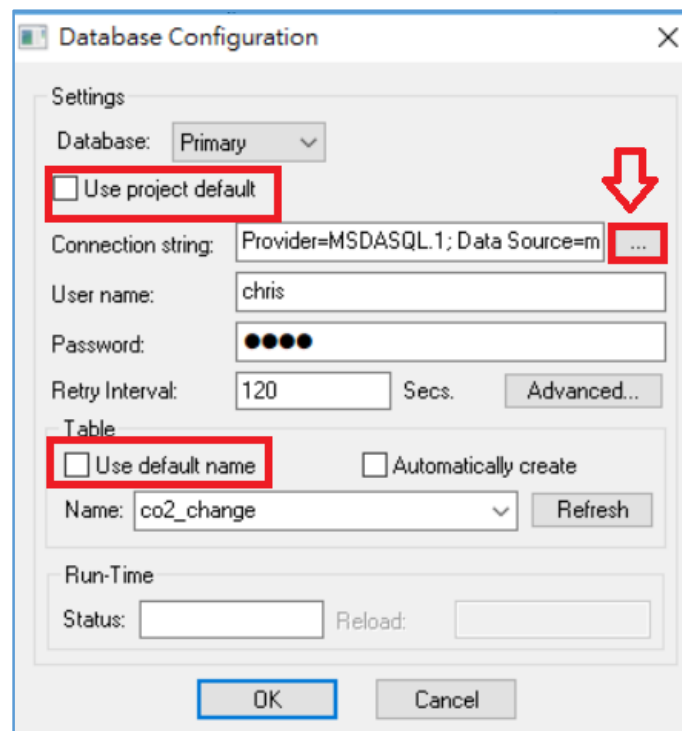 Database Configuration
Settings
Database: Primary
Use project default
Connection string: Provider=MSDASQL.1; Data Source=m ...
User name: chris
Password: ●●●●
Retry Interval: 120 Secs. Advanced...
Table
Use default name Automatically create
Name: co2_change Refresh
Run-Time
Status: Reload:
OK Cancel